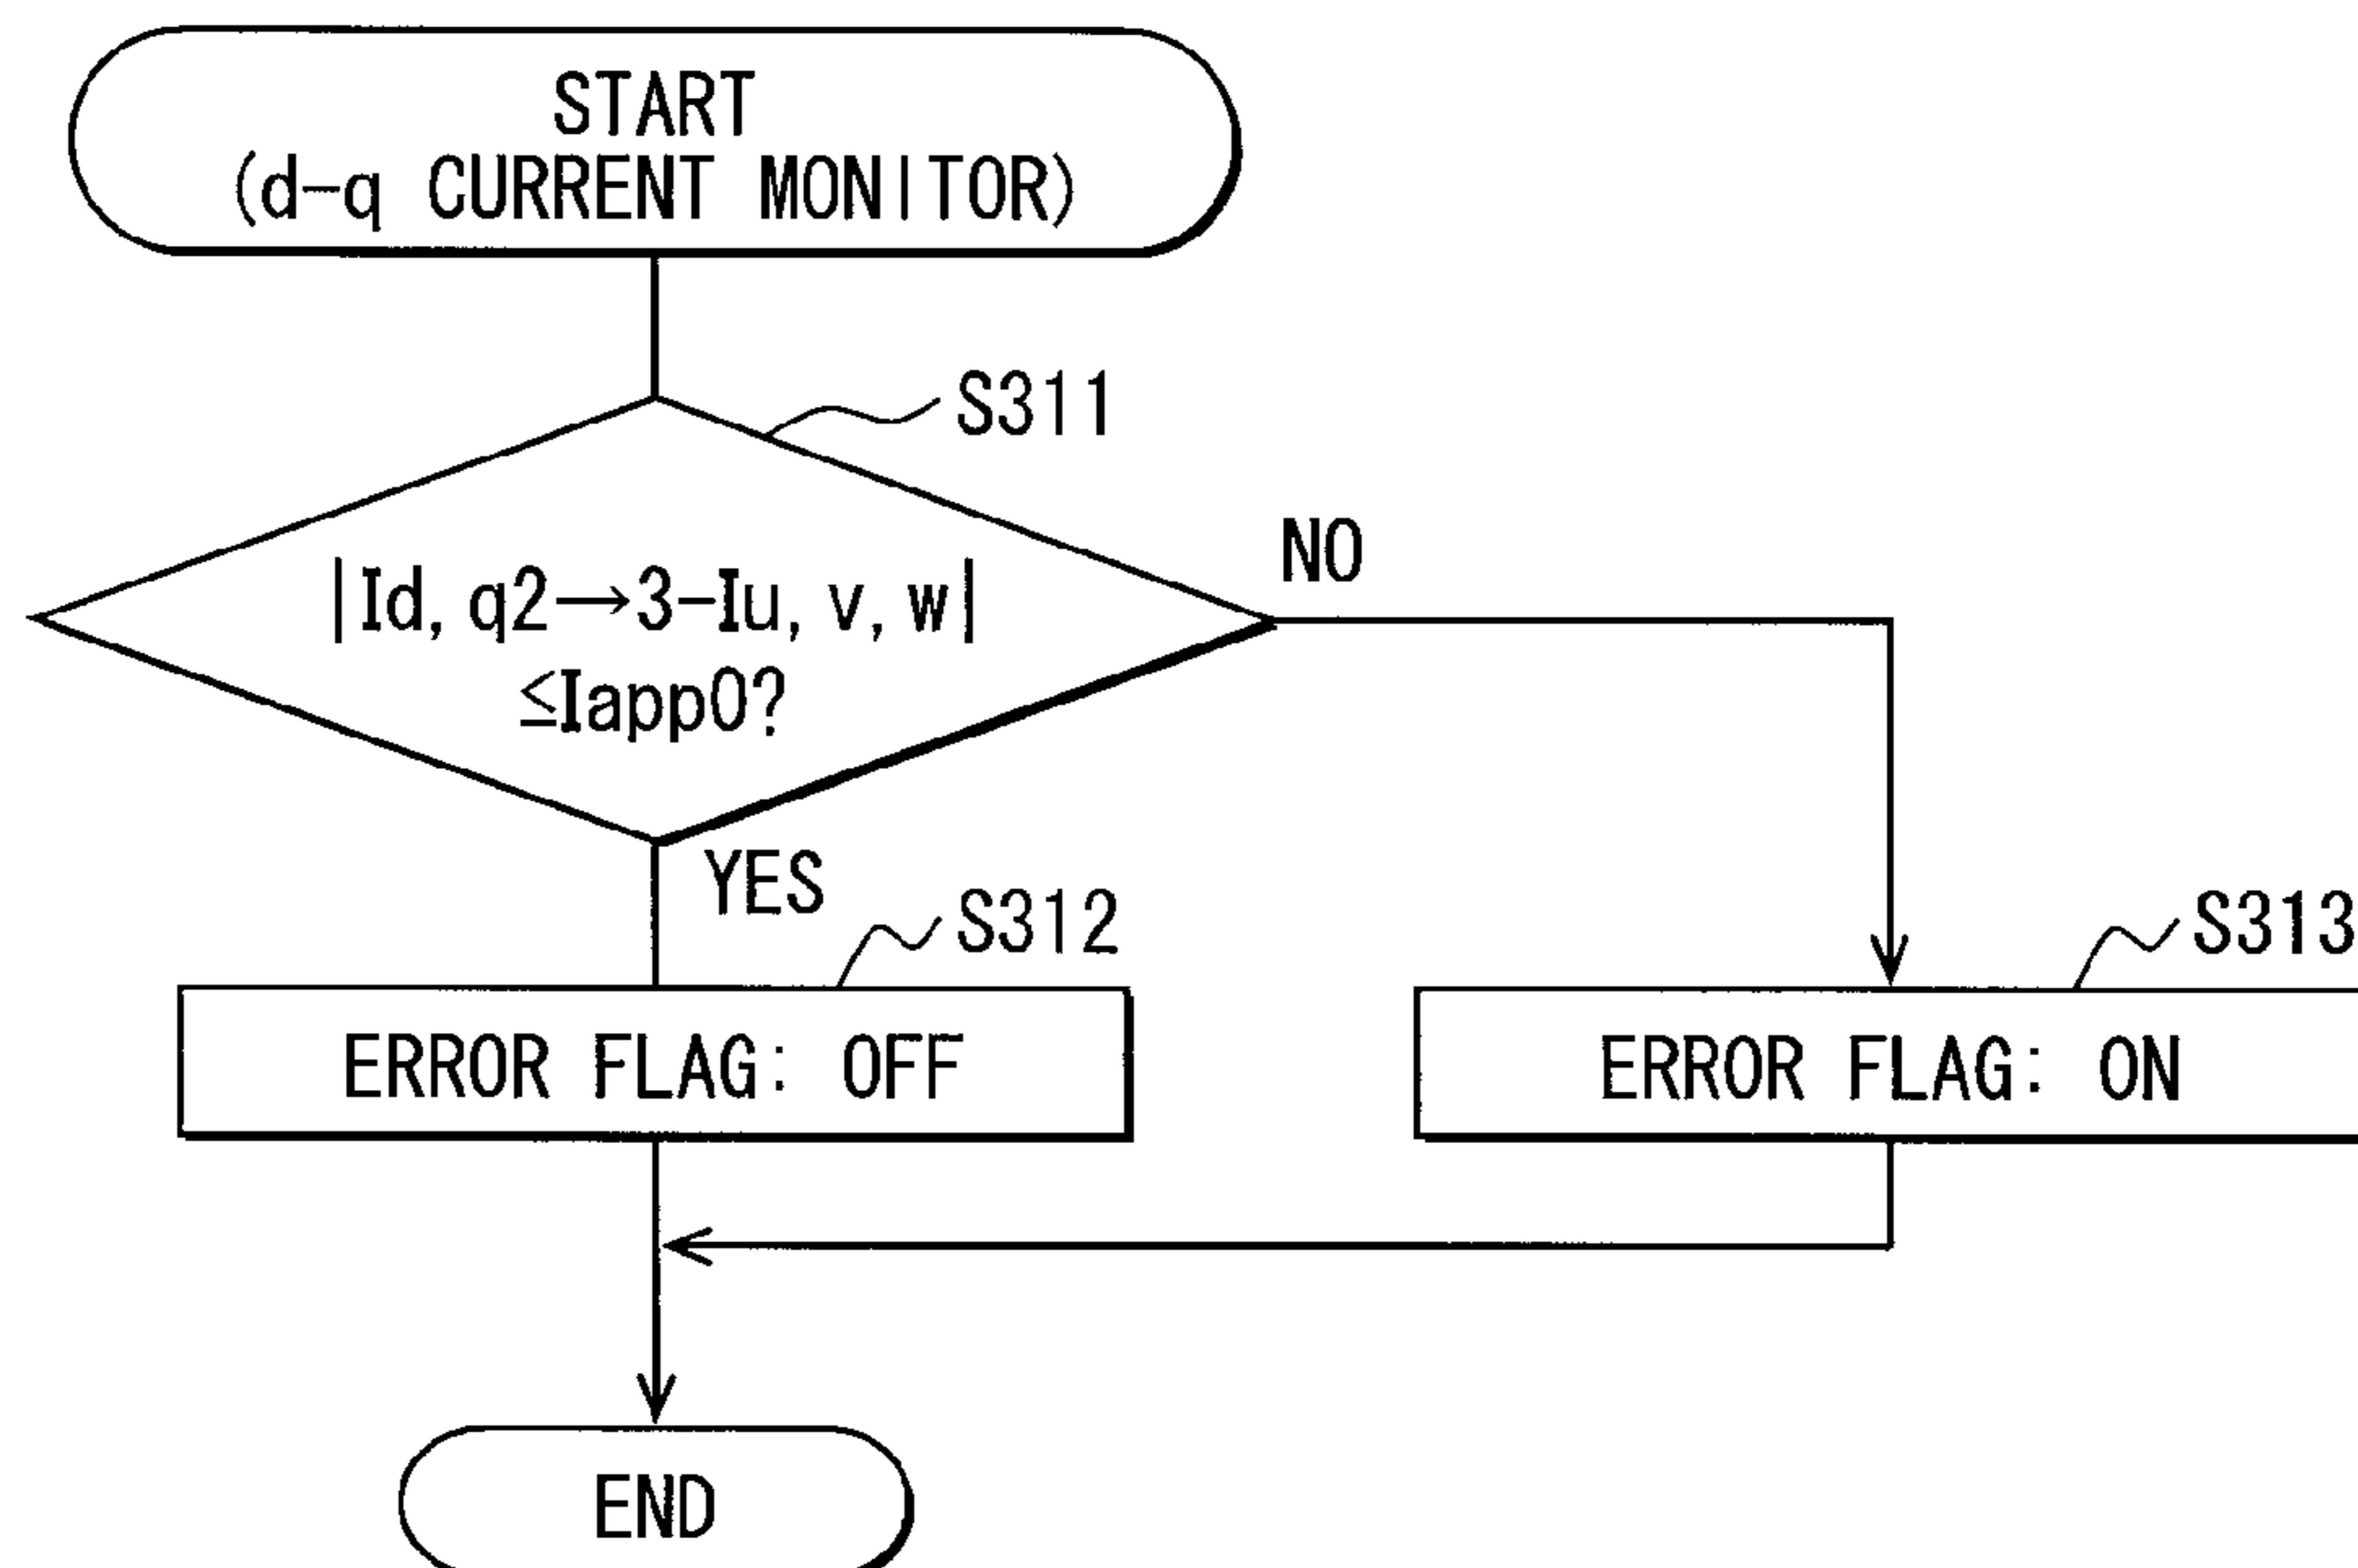 START
(d-q CURRENT MONITOR)
S311
NO
|Id, q2→3-Iu, v, w|
≤Iapp0?
YES
S312
S313
ERROR FLAG: OFF
ERROR FLAG: ON
END